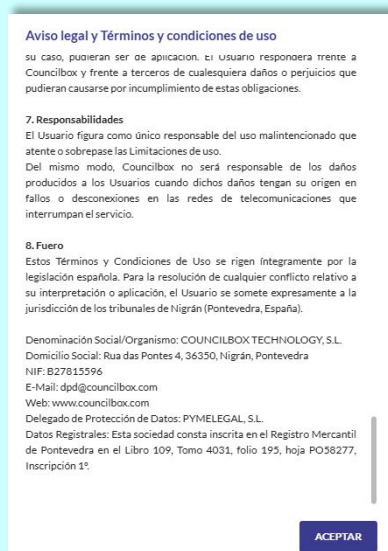 Aviso legal y Términos y condiciones de uso
su caso, pudieran ser de aplicación. El Usuario responderá frente a
Councilbox y frente a terceros de cualesquiera daños o perjuicios que
pudieran causarse por incumplimiento de estas obligaciones.
7. Responsabilidades
El Usuario figura como único responsable del uso malintencionado que
atente o sobrepase las Limitaciones de uso.
Del mismo modo, Councilbox no será responsable de los daños
producidos a los Usuarios cuando dichos daños tengan su origen en
fallos o desconexiones en las redes de telecomunicaciones que
interrumpan el servicio.
8. Fuero
Estos Términos y Condiciones de Uso se rigen íntegramente por la
legislación española. Para la resolución de cualquier conflicto relativo a
su interpretación o aplicación, el Usuario se somete expresamente a la
jurisdicción de los tribunales de Nigrán (Pontevedra, España).
Denominación Social/Organismo: COUNCILBOX TECHNOLOGY, S.L.
Domicilio Social: Rua das Pontes 4, 36350, Nigrán, Pontevedra
NIF: B27815596
E-Mail: dpd@councilbox.com
Web: www.councilbox.com
Delegado de Protección de Datos: PYMELEGAL, S.L.
Datos Registrales: Esta sociedad consta inscrita en el Registro Mercantil
de Pontevedra en el Libro 109, Tomo 4031, folio 195, hoja PO58277,
Inscripción 1ª.
ACEPTAR